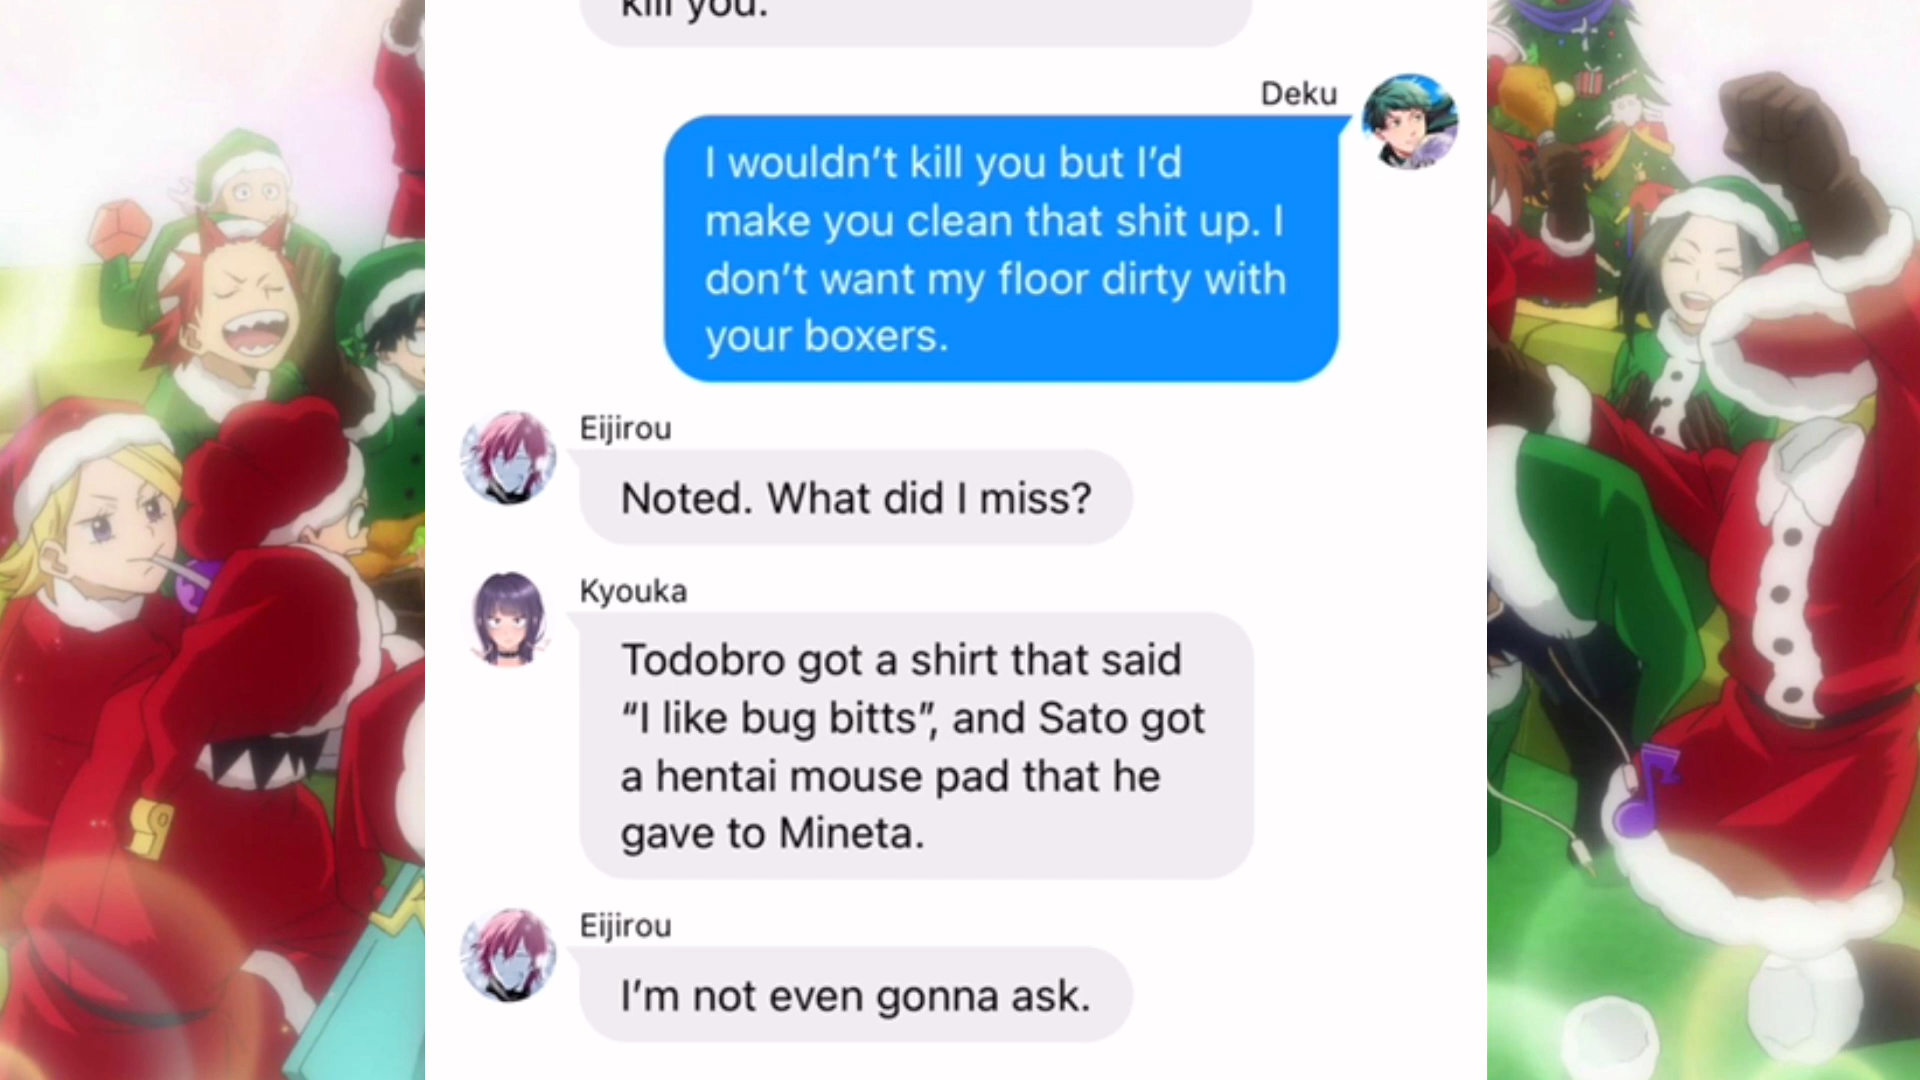 kill you.
Deku
I wouldn’t kill you but I’d
make you clean that shit up. I
don’t want my floor dirty with
your boxers.
Eijirou
Noted. What did I miss?
Kyouka
Todobro got a shirt that said
“I like bug bitts”, and Sato got
a hentai mouse pad that he
gave to Mineta.
Eijirou
I’m not even gonna ask.